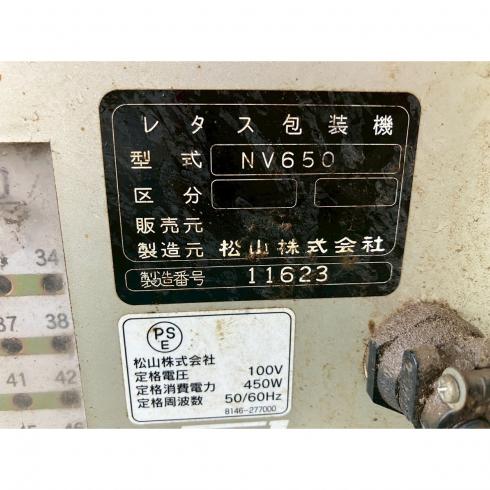 レタス包装機
型式 NV650
区分
販売元
製造元 松山株式会社
製造番号 11623
PS
E
松山株式会社
定格電圧 100V
定格消費電力 450W
定格周波数 50/60Hz
8146-277000
34
37 38
41 42